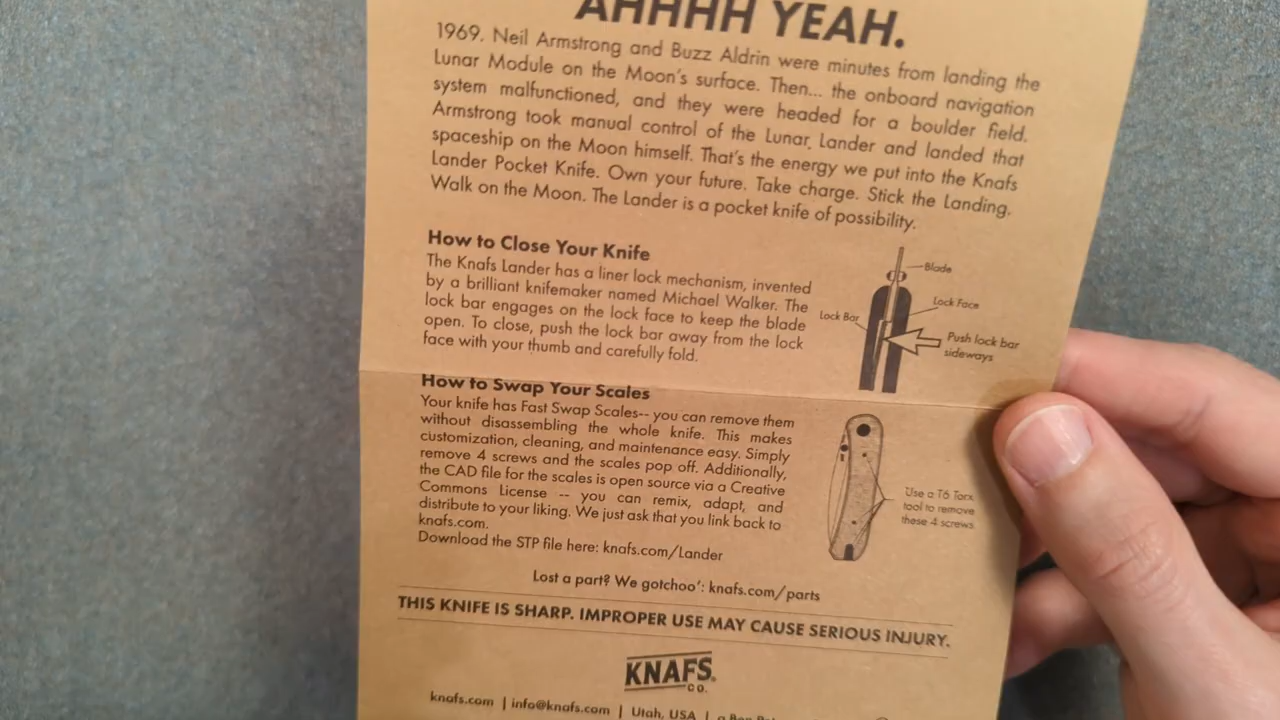 AHHHH YEAH.
1969. Neil Armstrong and Buzz Aldrin were minutes from landing the
Lunar Module on the Moon's surface. Then... the onboard navigation
system malfunctioned, and they were headed for a boulder field.
Armstrong took manual control of the Lunar Lander and landed that
spaceship on the Moon himself. That's the energy we put into the Knafs
Lander Pocket Knife. Own your future. Take charge. Stick the Landing.
Walk on the Moon. The Lander is a pocket knife of possibility.
How to Close Your Knife
The Knafs Lander has a liner lock mechanism, invented
by a brilliant knifemaker named Michael Walker. The
lock bar engages on the lock face to keep the blade
open. To close, push the lock bar away from the lock
face with your thumb and carefully fold.
Blade
Lock Face
Lock Bar
Push lock bar
sideways
How to Swap Your Scales
Your knife has Fast Swap Scales-- you can remove them
without disassembling the whole knife. This makes
customization, cleaning, and maintenance easy. Simply
remove 4 screws and the scales pop off. Additionally,
the CAD file for the scales is open source via a Creative
Commons License -- you can remix, adapt, and
distribute to your liking. We just ask that you link back to
knafs.com.
Download the STP file here: knafs.com/Lander
Use a T6 Torx
tool to remove
these 4 screws
Lost a part? We gotchoo': knafs.com/parts
THIS KNIFE IS SHARP. IMPROPER USE MAY CAUSE SERIOUS INJURY.
KNAFS
CO.
knafs.com | info@knafs.com | Utah, USA | a Ben